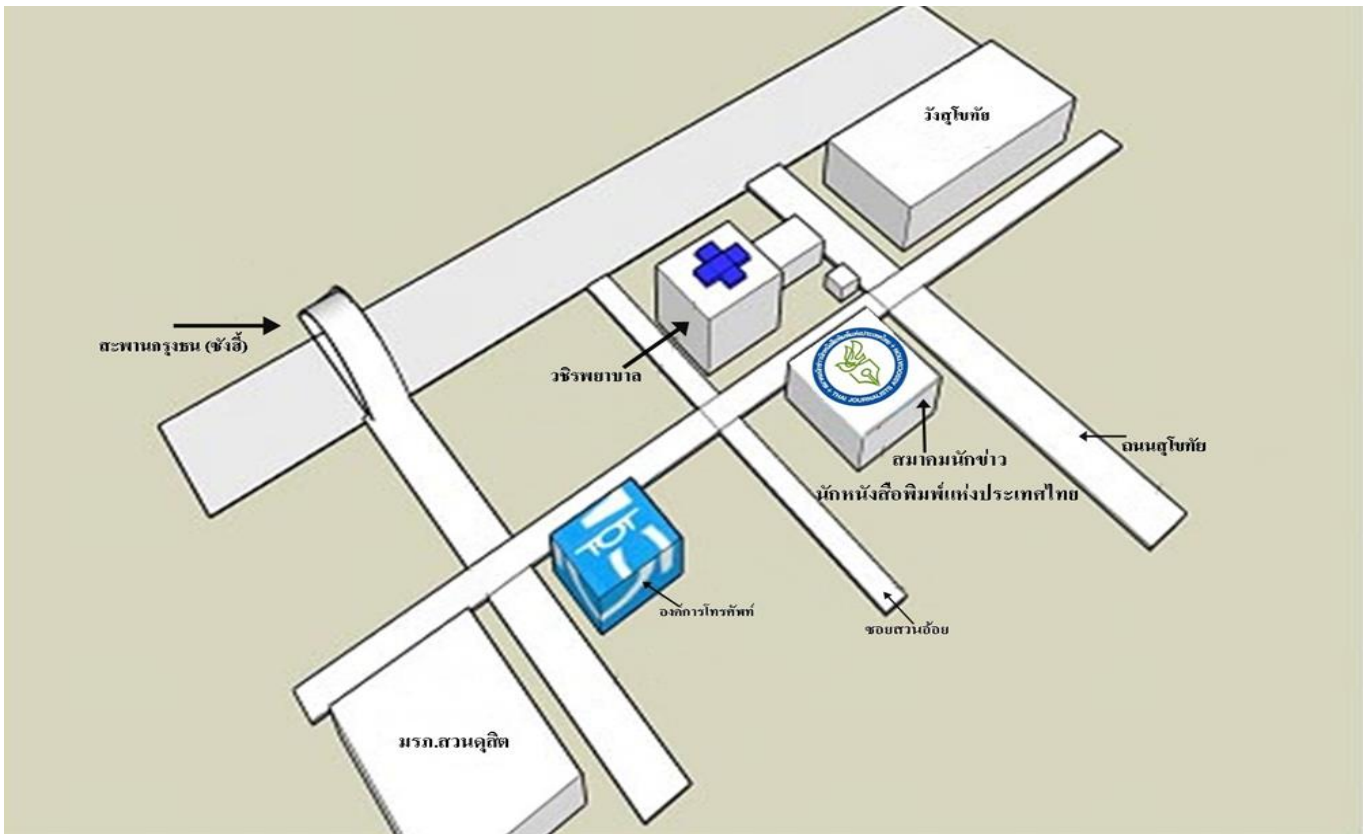 วังสุโขทัย
สะพานกรุงธน (ซังฮี้)
วชิรพยาบาล
THAI JOURNALISTS ASSOCIATION
สมาคมนักข่าว
นักหนังสือพิมพ์แห่งประเทศไทย
ถนนสุโขทัย
TOT
องค์การโทรศัพท์
ซอยสวนอ้อย
มรภ.สวนดุสิต